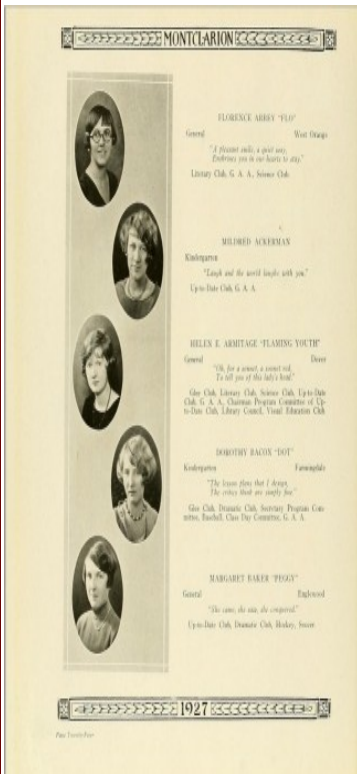 MONTCLARION
FLORENCE ABBY "FLO"
General West Orange
"A pleasant smile, a quiet way,
Enshrines you in our hearts to stay."
Literary Club, G. A. A., Science Club
MILDRED ACKERMAN
Kindergarten
"Laugh and the world laughs with you."
Up-to-Date Club, G. A. A.
HELEN E. ARMITAGE "FLAMING YOUTH"
General Dover
"Oh, for a sonnet, a sonnet red,
To tell you of this lady's head."
Glee Club, Literary Club, Science Club, Up-to-Date
Club, G. A. A., Chairman Program Committee of Up-
to-Date Club, Library Council, Visual Education Club
DOROTHY BACON "DOT"
Kindergarten Farmingdale
"The lesson plans that I design,
The critics think are simply fine"
Glee Club, Dramatic Club, Secretary Program Com-
mittee, Baseball, Class Day Committee, G. A. A.
MARGARET BAKER "PEGGY"
General Englewood
"She came, she saw, she conquered."
Up-to-Date Club, Dramatic Club, Hockey, Soccer
1927
Page Twenty-Four